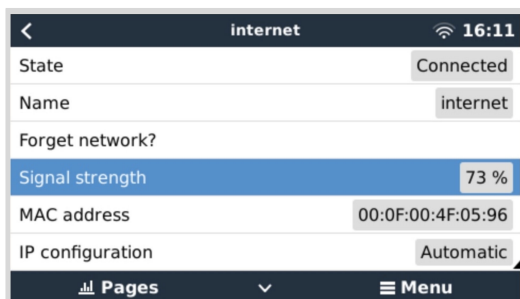 internet 16:11
State Connected
Name internet
Forget network?
Signal strength 73 %
MAC address 00:0F:00:4F:05:96
IP configuration Automatic
Pages Menu